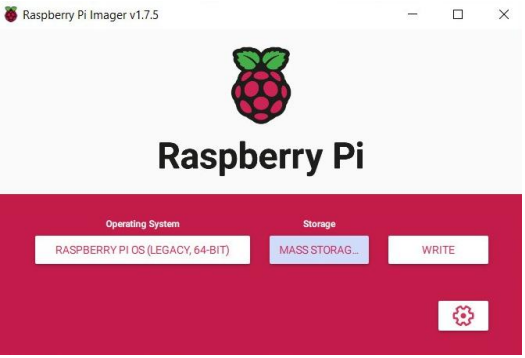 Raspberry Pi Imager v1.7.5
Raspberry Pi
Operating System
Storage
RASPBERRY PI OS (LEGACY, 64-BIT)
MASS STORAG...
WRITE